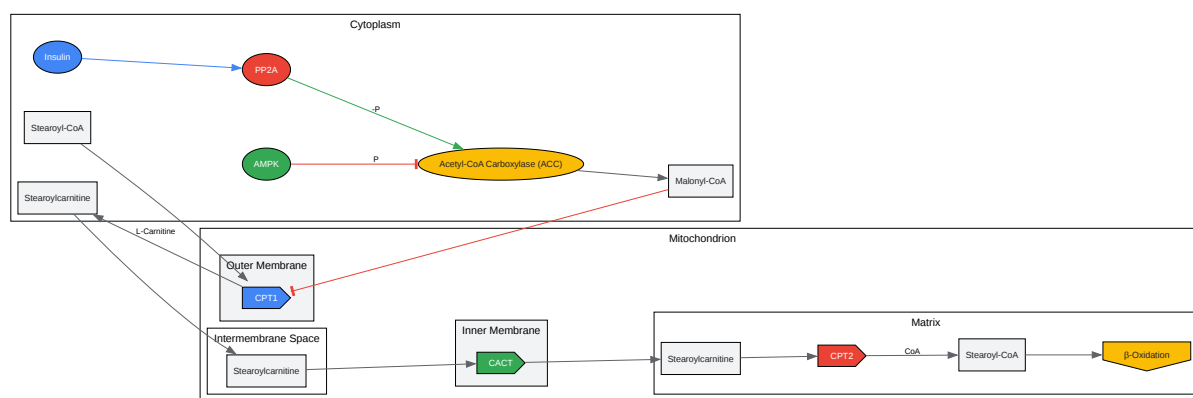 Cytoplasm
Insulin
PP2A
-P
Stearoyl-CoA
AMPK
P
Acetyl-CoA Carboxylase (ACC)
Malonyl-CoA
Stearoylcarnitine
L-Carnitine
Mitochondrion
Outer Membrane
CPT1
Intermembrane Space
Stearoylcarnitine
Inner Membrane
CACT
Matrix
Stearoylcarnitine
CPT2
CoA
Stearoyl-CoA
β-Oxidation